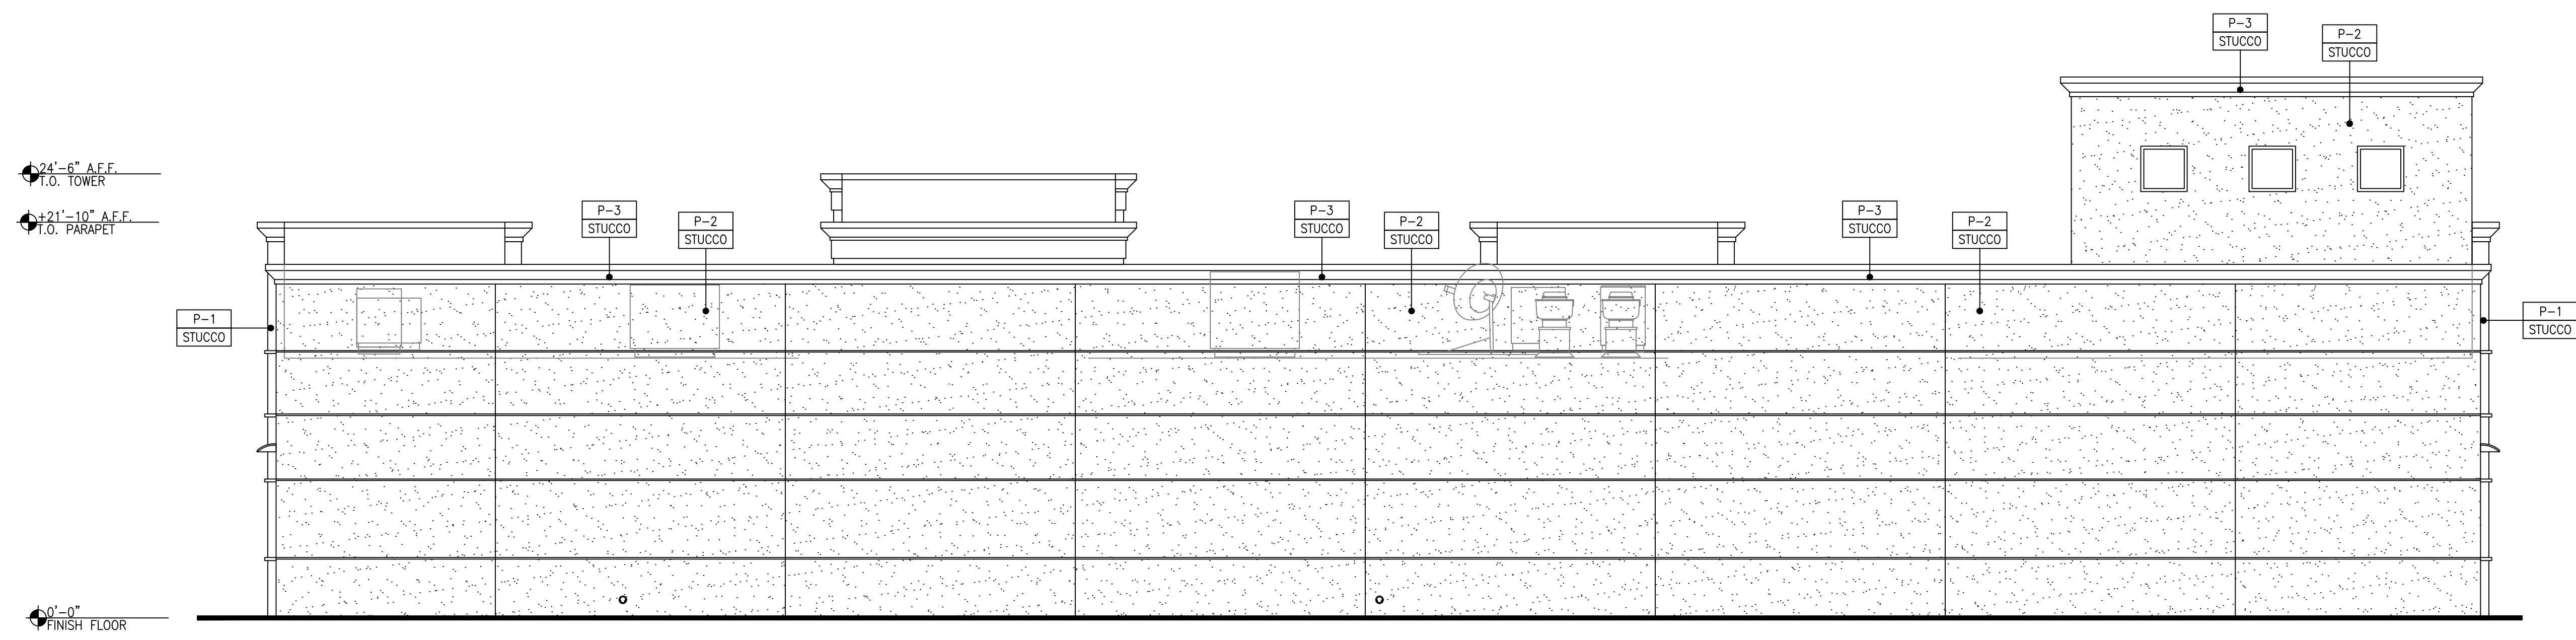 P-3
STUCCO
P-2
STUCCO
24'-6" A.F.F.
T.O. TOWER
+21'-10" A.F.F.
T.O. PARAPET
P-3
STUCCO
P-2
STUCCO
P-3
STUCCO
P-2
STUCCO
P-3
STUCCO
P-2
STUCCO
P-1
STUCCO
P-1
STUCCO
0'-0"
FINISH FLOOR